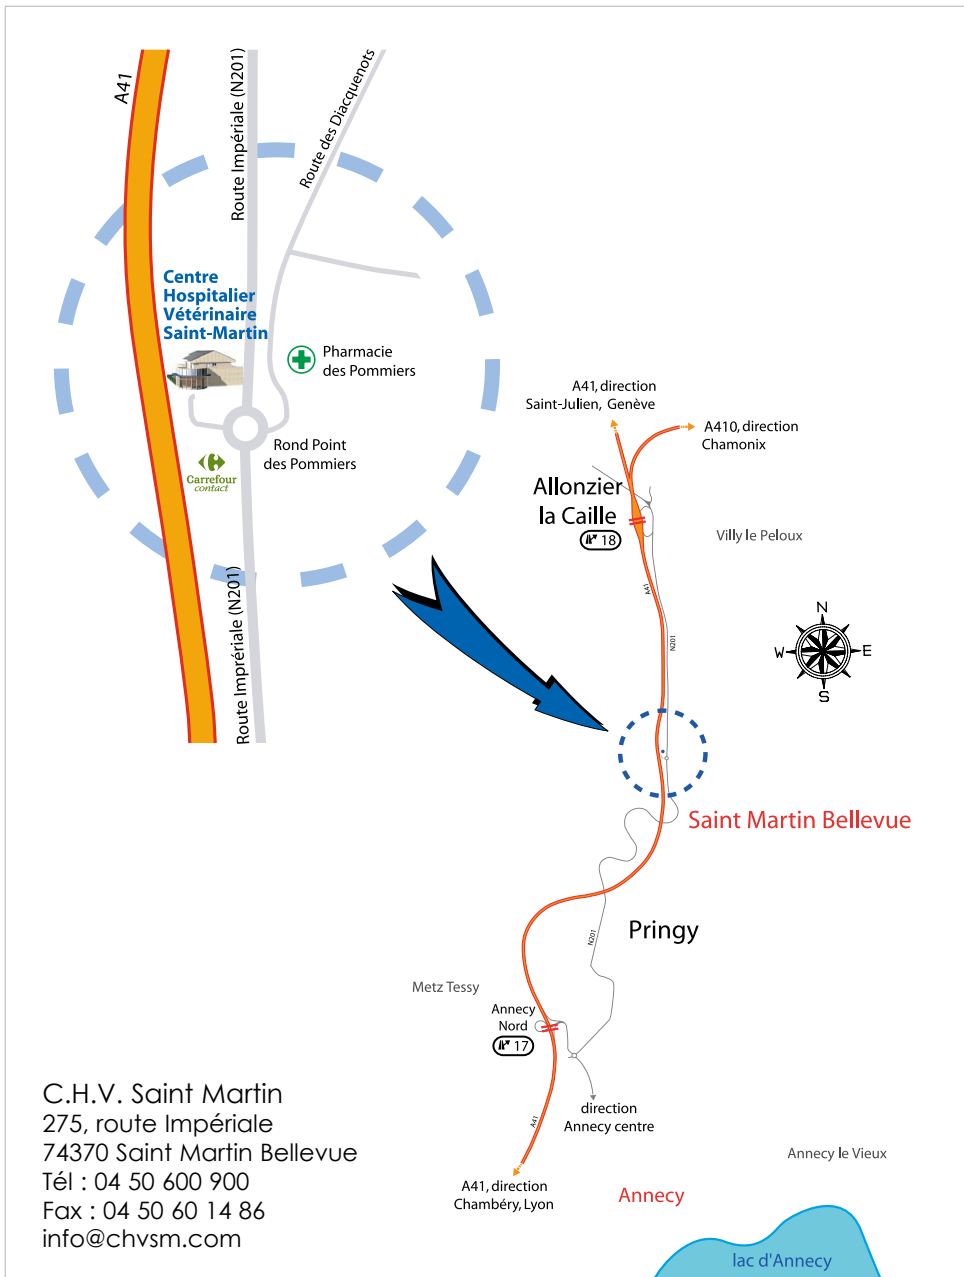 A41
Route Impériale (N201)
Route des Diacquenots
Centre
Hospitalier
Vétérinaire
Saint-Martin
Pharmacie
des Pommiers
Rond Point
des Pommiers
Carrefour
contact
Route Imprériale (N201)
A41, direction
Saint-Julien, Genève
A410, direction
Chamonix
Allonzier
la Caille
18
Villy le Peloux
A41
N201
N
W
E
S
Saint Martin Bellevue
Pringy
N201
Metz Tessy
Annecy
Nord
17
direction
Annecy centre
A41
A41, direction
Chambéry, Lyon
Annecy
Annecy le Vieux
lac d'Annecy
C.H.V. Saint Martin
275, route Impériale
74370 Saint Martin Bellevue
Tél : 04 50 600 900
Fax : 04 50 60 14 86
info@chvsm.com